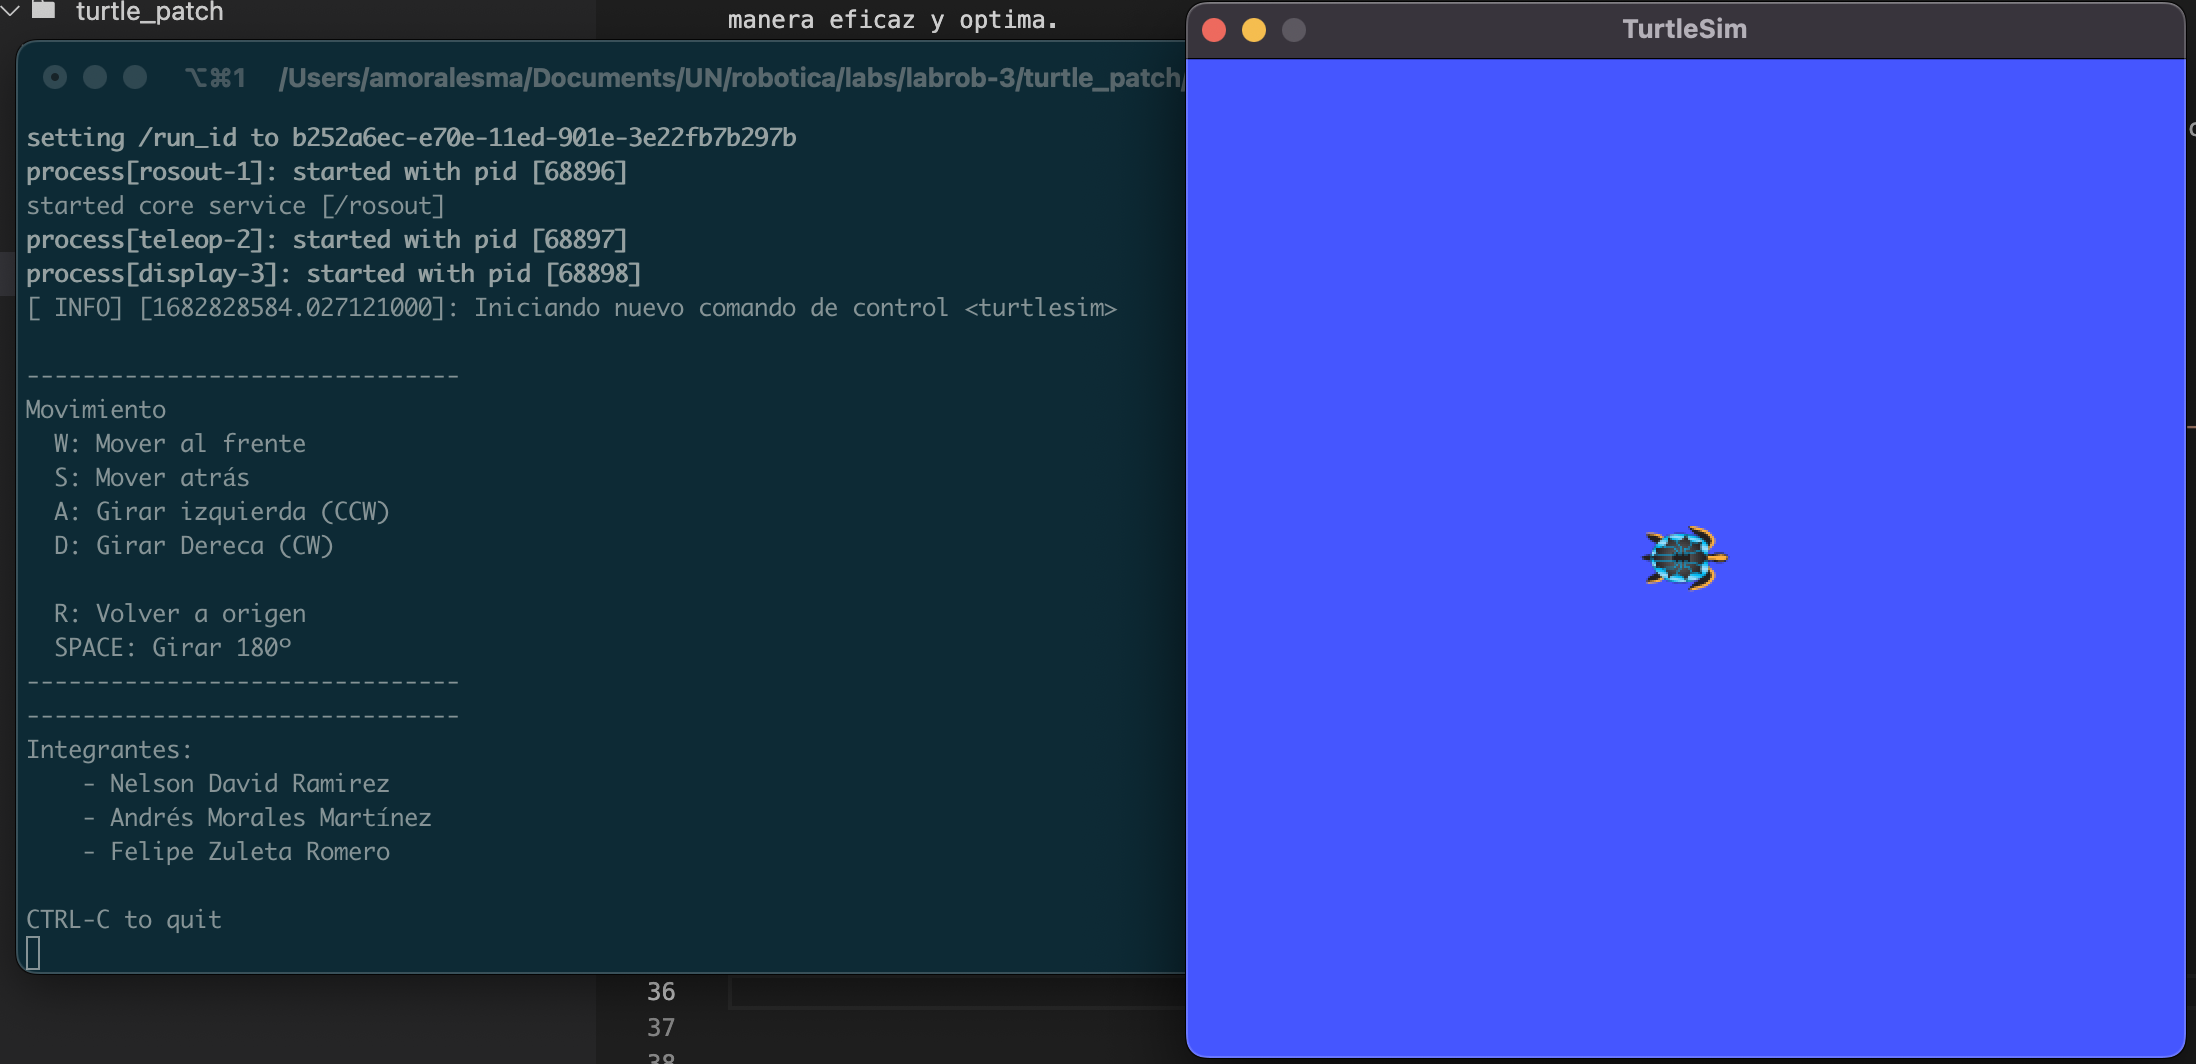 turtle_patch
manera eficaz y optima.
⌥⌘1 /Users/amoralesma/Documents/UN/robotica/labs/labrob-3/turtle_patch/
setting /run_id to b252a6ec-e70e-11ed-901e-3e22fb7b297b
process[rosout-1]: started with pid [68896]
started core service [/rosout]
process[teleop-2]: started with pid [68897]
process[display-3]: started with pid [68898]
[ INFO] [1682828584.027121000]: Iniciando nuevo comando de control <turtlesim>
-------------------------------
Movimiento
W: Mover al frente
S: Mover atrás
A: Girar izquierda (CCW)
D: Girar Dereca (CW)
R: Volver a origen
SPACE: Girar 180º
-------------------------------
-------------------------------
Integrantes:
- Nelson David Ramirez
- Andrés Morales Martínez
- Felipe Zuleta Romero
CTRL-C to quit
36
37
38
TurtleSim